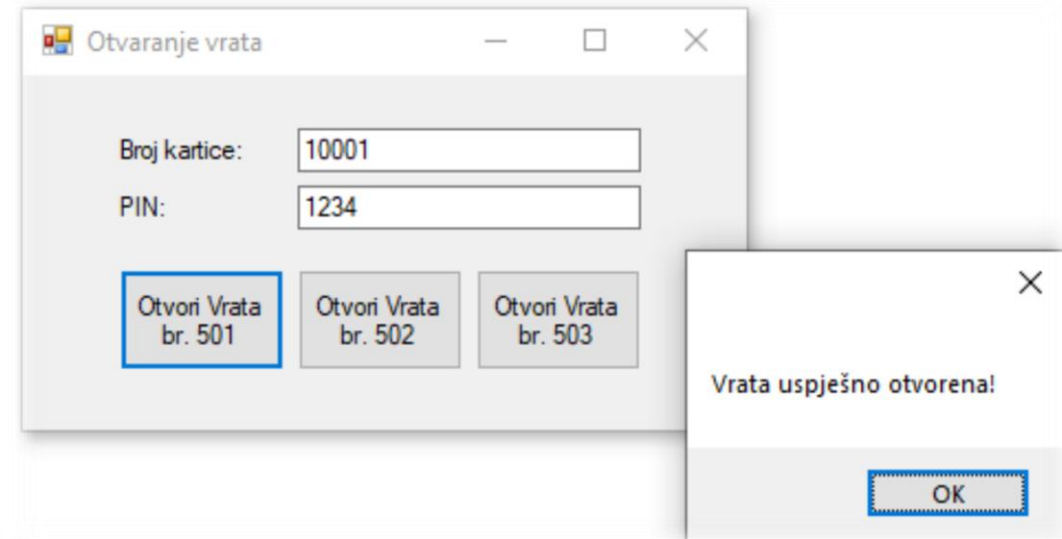 Otvaranje vrata
Broj kartice: 10001
PIN: 1234
Otvori Vrata
br. 501
Otvori Vrata
br. 502
Otvori Vrata
br. 503
Vrata uspješno otvorena!
OK